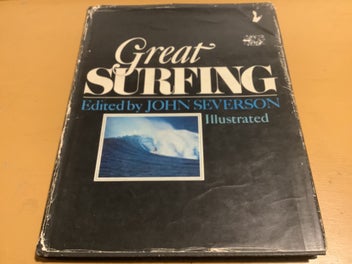 Great
SURFING
Edited by JOHN SEVERSON
Illustrated